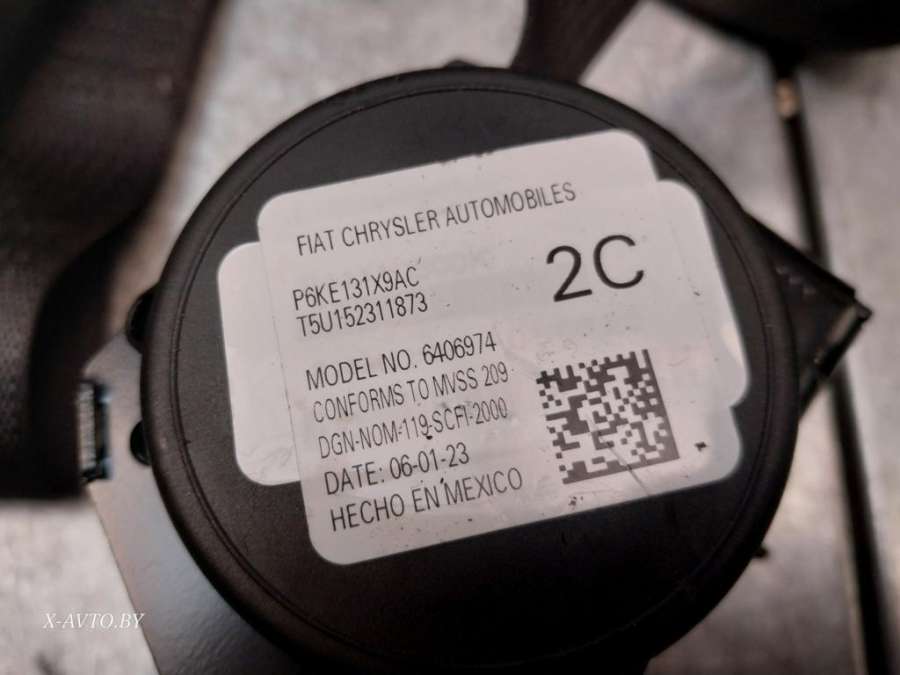 FIAT CHRYSLER AUTOMOBILES
P6KE131X9AC
T5U152311873
2C
MODEL NO. 6406974
CONFORMS TO MVSS 209
DGN-NOM-119-SCFI-2000
DATE: 06-01-23
HECHO EN MEXICO
X-AVTO.BY